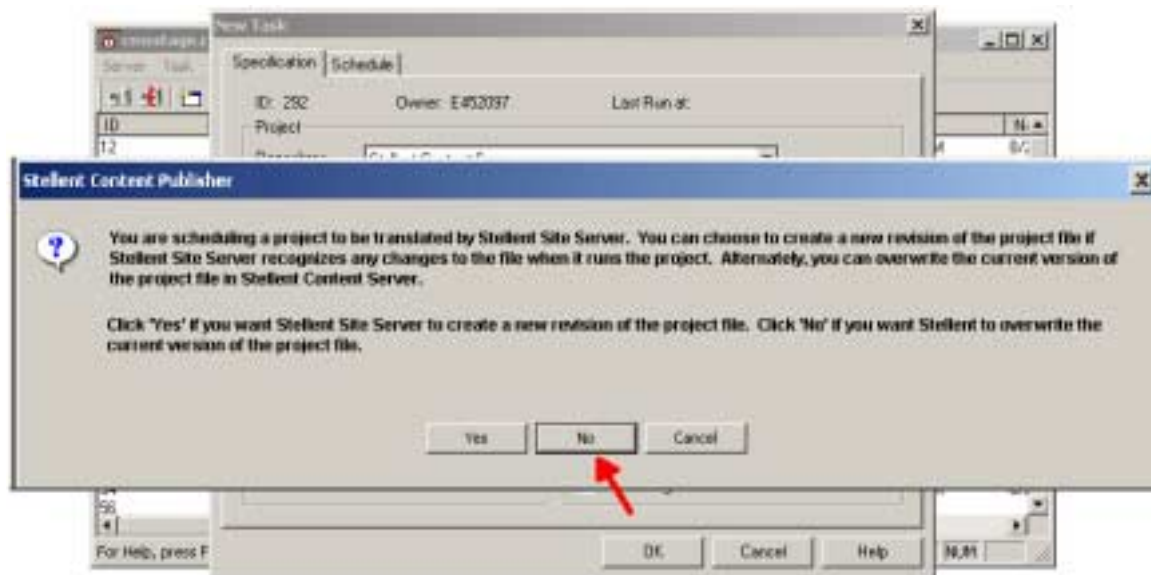 New Task
Server Task
Specification Schedule
ID: 292 Owner: E452097 Last Run at:
Project
ID
12
Stellent Content Publisher
You are scheduling a project to be translated by Stellent Site Server. You can choose to create a new revision of the project file if
Stellent Site Server recognizes any changes to the file when it runs the project. Alternately, you can overwrite the current version of
the project file in Stellent Content Server.
Click 'Yes' if you want Stellent Site Server to create a new revision of the project file. Click 'No' if you want Stellent to overwrite the
current version of the project file.
Yes No Cancel
OK Cancel Help
For Help, press F NUM